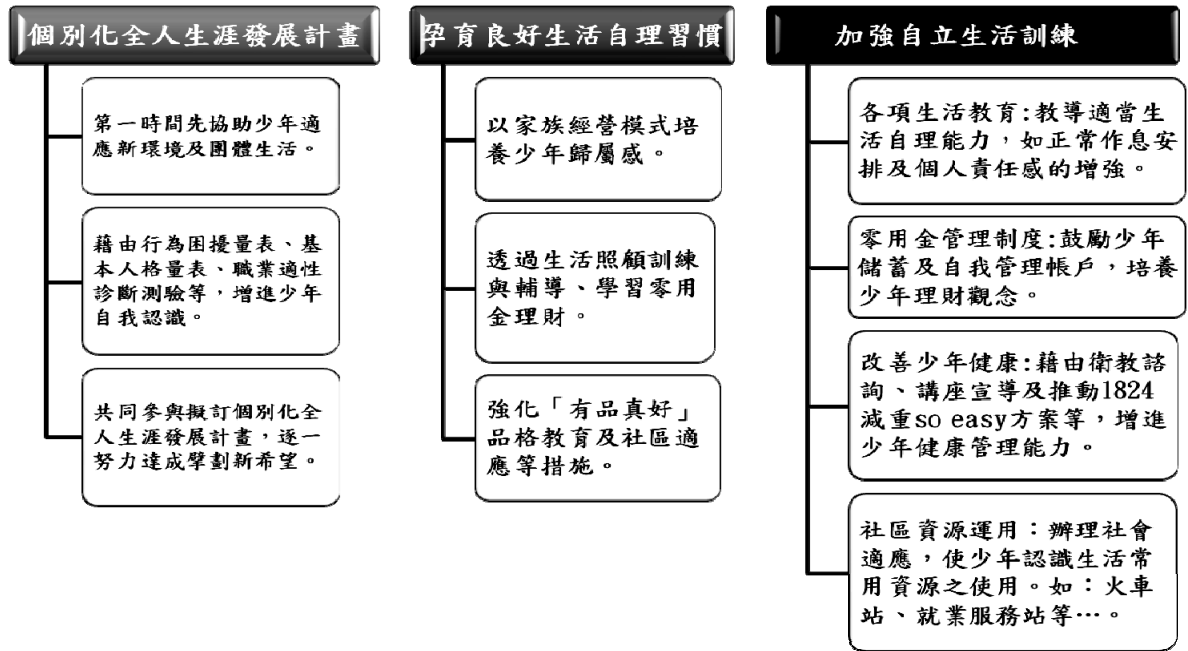 個別化全人生涯發展計畫
第一時間先協助少年適
應新環境及團體生活。
藉由行為困擾量表、基
本人格量表、職業適性
診斷測驗等，增進少年
自我認識。
共同參與擬訂個別化全
人生涯發展計畫，逐一
努力達成擘劃新希望。
孕育良好生活自理習慣
以家族經營模式培
養少年歸屬感。
透過生活照顧訓練
與輔導、學習零用
金理財。
強化「有品真好」
品格教育及社區適
應等措施。
加強自立生活訓練
各項生活教育:教導適當生
活自理能力，如正常作息安
排及個人責任感的增強。
零用金管理制度:鼓勵少年
儲蓄及自我管理帳戶，培養
少年理財觀念。
改善少年健康:藉由衛教諮
詢、講座宣導及推動1824
減重so easy方案等，增進
少年健康管理能力。
社區資源運用：辦理社會
適應，使少年認識生活常
用資源之使用。如：火車
站、就業服務站等…。